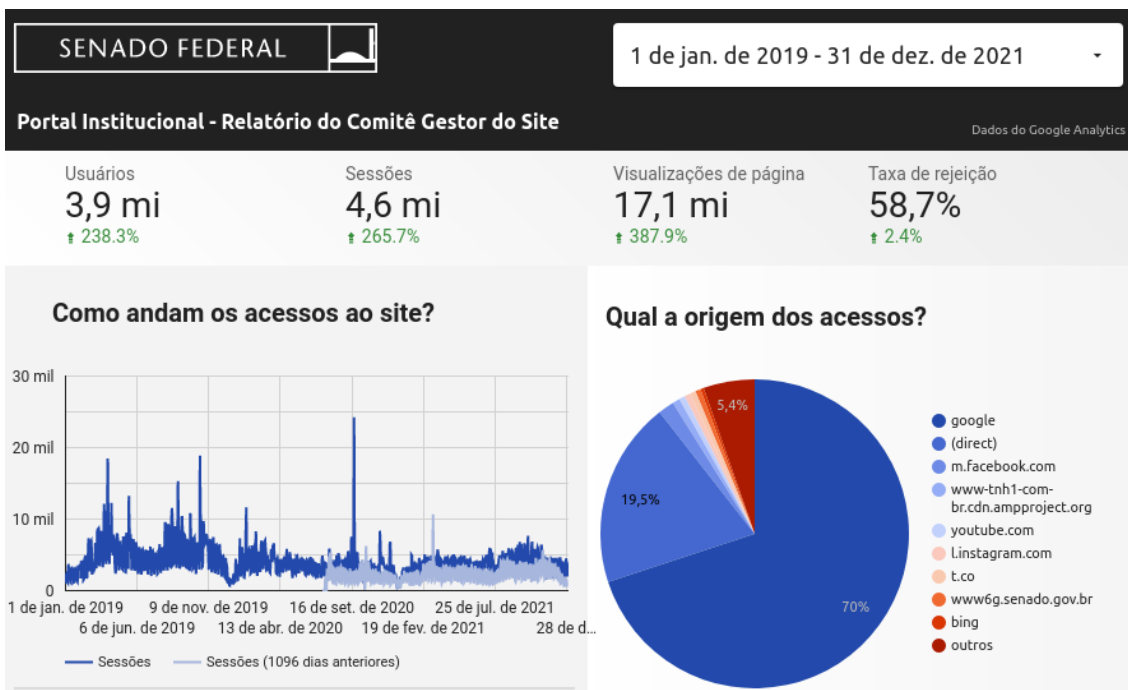 SENADO FEDERAL
1 de jan. de 2019 - 31 de dez. de 2021
Portal Institucional - Relatório do Comitê Gestor do Site
Dados do Google Analytics
Usuários
3,9 mi
238.3%
Sessões
4,6 mi
265.7%
Visualizações de página
17,1 mi
387.9%
Taxa de rejeição
58,7%
2.4%
Como andam os acessos ao site?
30 mil
20 mil
10 mil
0
1 de jan. de 2019
9 de nov. de 2019
16 de set. de 2020
25 de jul. de 2021
6 de jun. de 2019
13 de abr. de 2020
19 de fev. de 2021
28 de d...
Sessões
Sessões (1096 dias anteriores)
Qual a origem dos acessos?
5,4%
19,5%
70%
google
(direct)
m.facebook.com
www-tnh1-com-
br.cdn.ampproject.org
youtube.com
l.instagram.com
t.co
www6g.senado.gov.br
bing
outros